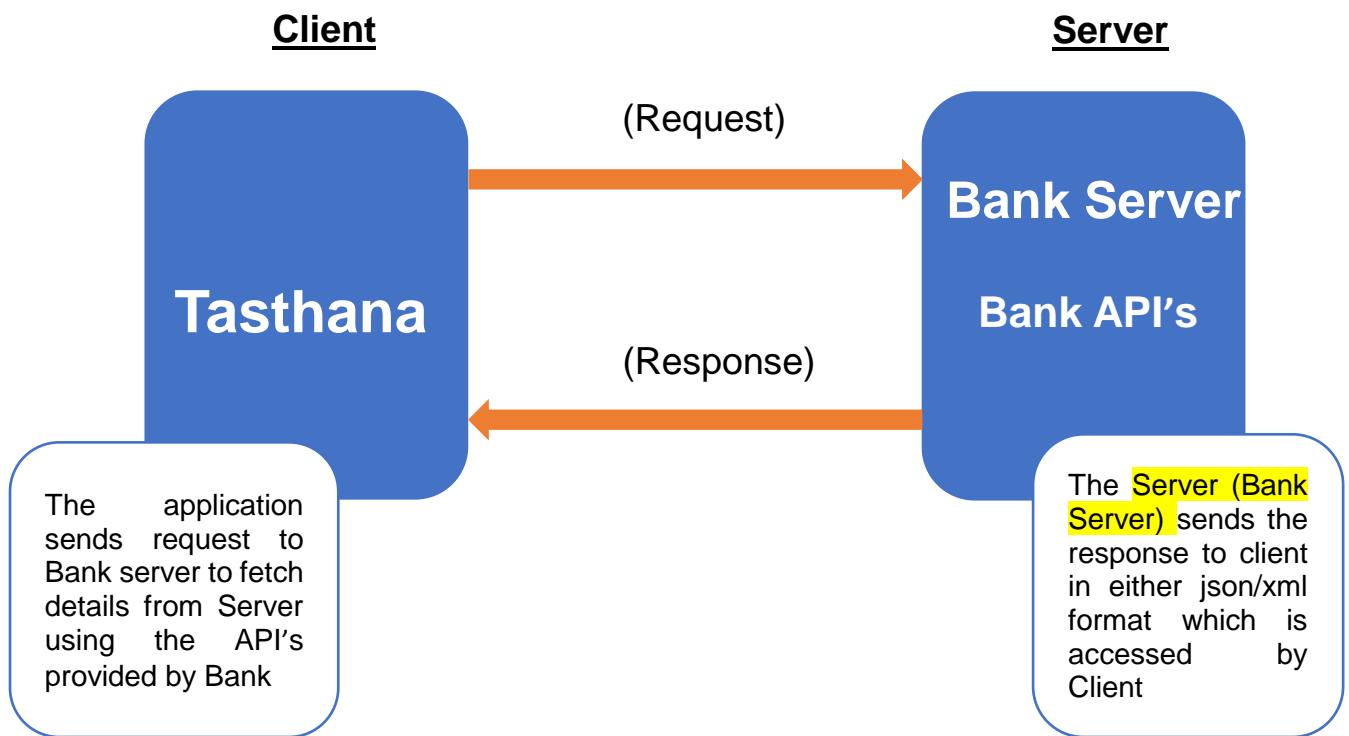 Client
Server
(Request)
Bank Server
Tasthana
Bank API's
(Response)
The application
sends request to
Bank server to fetch
details from Server
using the API's
provided by Bank
The Server (Bank
Server) sends the
response to client
in either json/xml
format which is
accessed by
Client